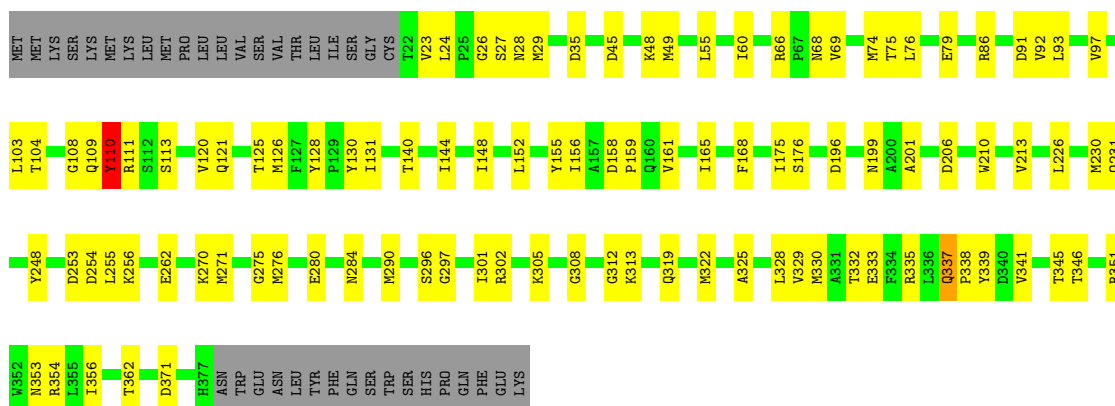 MET MET LYS SER LYS MET LYS LEU MET PRO LEU LEU VAL SER VAL THR LEU ILE SER GLY CYS T22 V23 L24 P25 G26 S27 N28 M29 D35 D45 K48 M49 L55 I60 R66 P67 N68 V69 M74 T75 L76 E79 R86 D91 V92 L93 V97
L103 T104 G108 Q109 Y110 R111 S112 S113 V120 Q121 T125 M126 F127 Y128 P129 Y130 I131 T140 I144 I148 L152 Y155 I156 A157 D158 P159 Q160 V161 I165 F168 I175 S176 D196 N199 A200 A201 D206 W210 V213 L226 M230
Y248 D253 D254 L255 K256 E262 K270 M271 G275 M276 E280 N284 M290 S296 G297 I301 R302 K305 G308 G312 K313 Q319 M322 A325 L328 V329 M330 A331 T332 E333 F334 R335 L336 Q337 P338 Y339 D340 V341 T345 T346
W352 N353 R354 L355 I356 T362 D371 H377 ASN TRP GLU ASN LEU TYR PHE GLN SER TRP SER HIS PRO GLN PHE GLU LYS